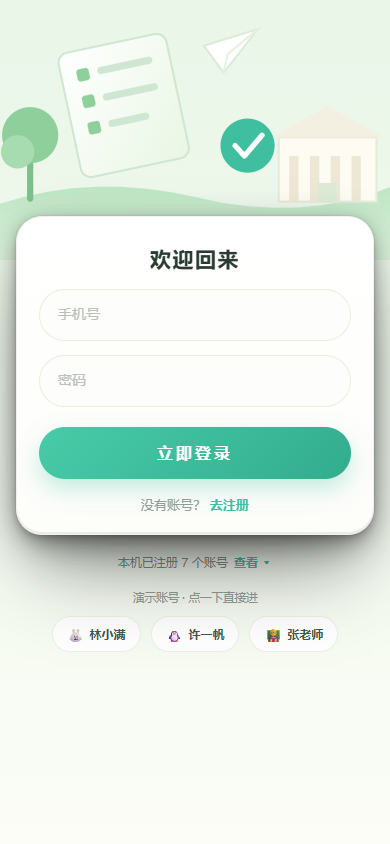 欢迎回来
手机号
密码
立即登录
没有账号? 去注册
本机已注册 7 个账号 查看
演示账号 · 点一下直接进
林小满 许一帆 张老师